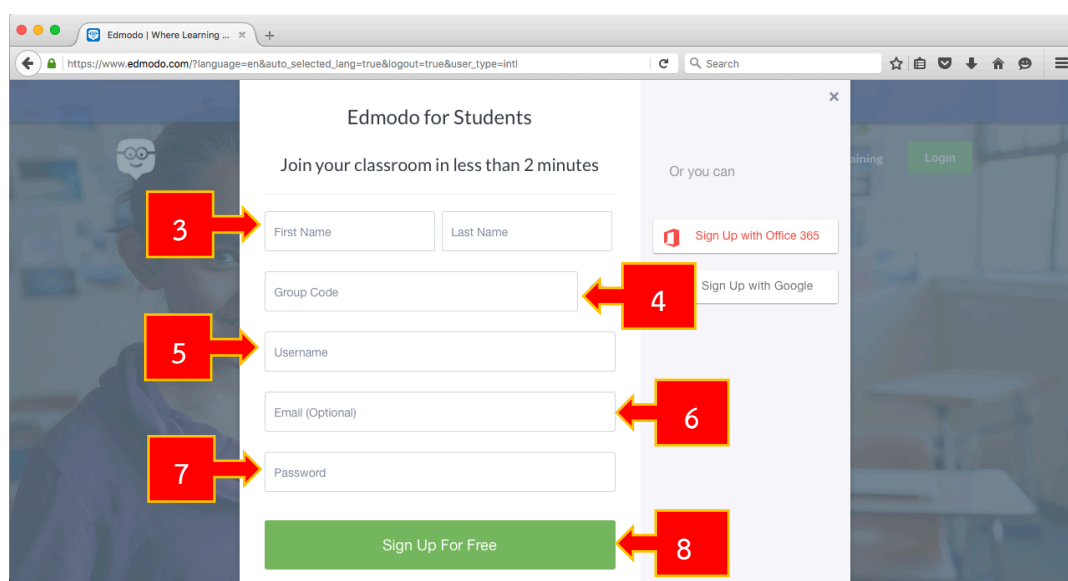 Edmodo | Where Learning ...
https://www.edmodo.com/?language=en&auto_selected_lang=true&logout=true&user_type=intl
Search
Edmodo for Students
Join your classroom in less than 2 minutes
Or you can
aining
Login
3
First Name
Last Name
Sign Up with Office 365
Group Code
4
Sign Up with Google
5
Username
Email (Optional)
6
7
Password
Sign Up For Free
8